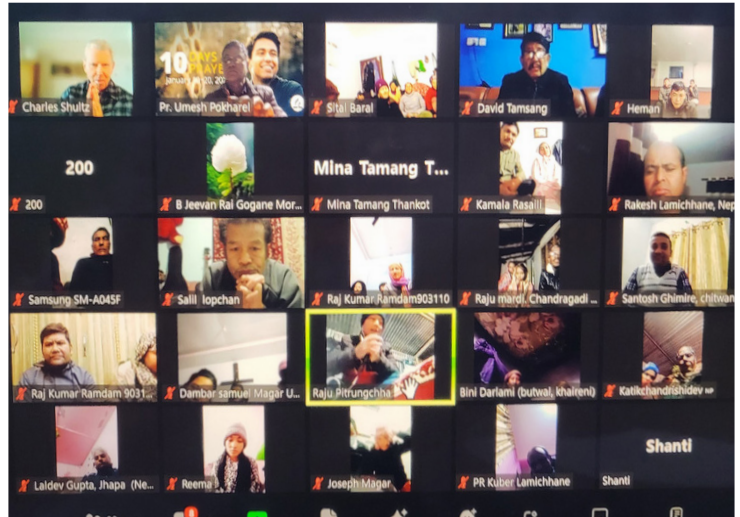 Charles Shultz
10 DAYS
PRAYER
Pr. Umesh Pokharel
Sital Baral
David Tamsang
Heman
200
200
B Jeevan Rai Gogane Mor...
Mina Tamang T...
Mina Tamang Thankot
Kamala Rasaili
Rakesh Lamichhane, Nep
Samsung SM-A045F
Salil lopchan
Raj Kumar Ramdam903110
Raju mardi, Chandragadi ...
Santosh Ghimire, chitwan
Raj Kumar Ramdam 9031...
Dambar samuel Magar U...
Raju Pitrungchha
Bini Darlami (butwal, khaireni)
Katikchandrishidev NP
Laldev Gupta, Jhapa (Ne...
Reema
Joseph Magar
PR Kuber Lamichhane
Shanti
Shanti